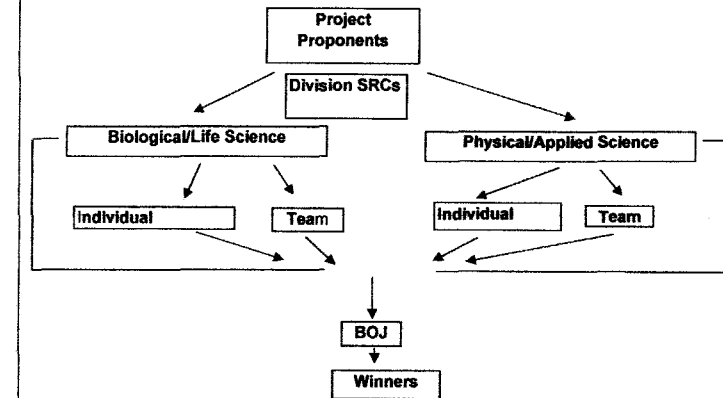 Project
Proponents
Division SRCs
Biological/Life Science
Physical/Applied Science
Individual
Team
Individual
Team
BOJ
Winners